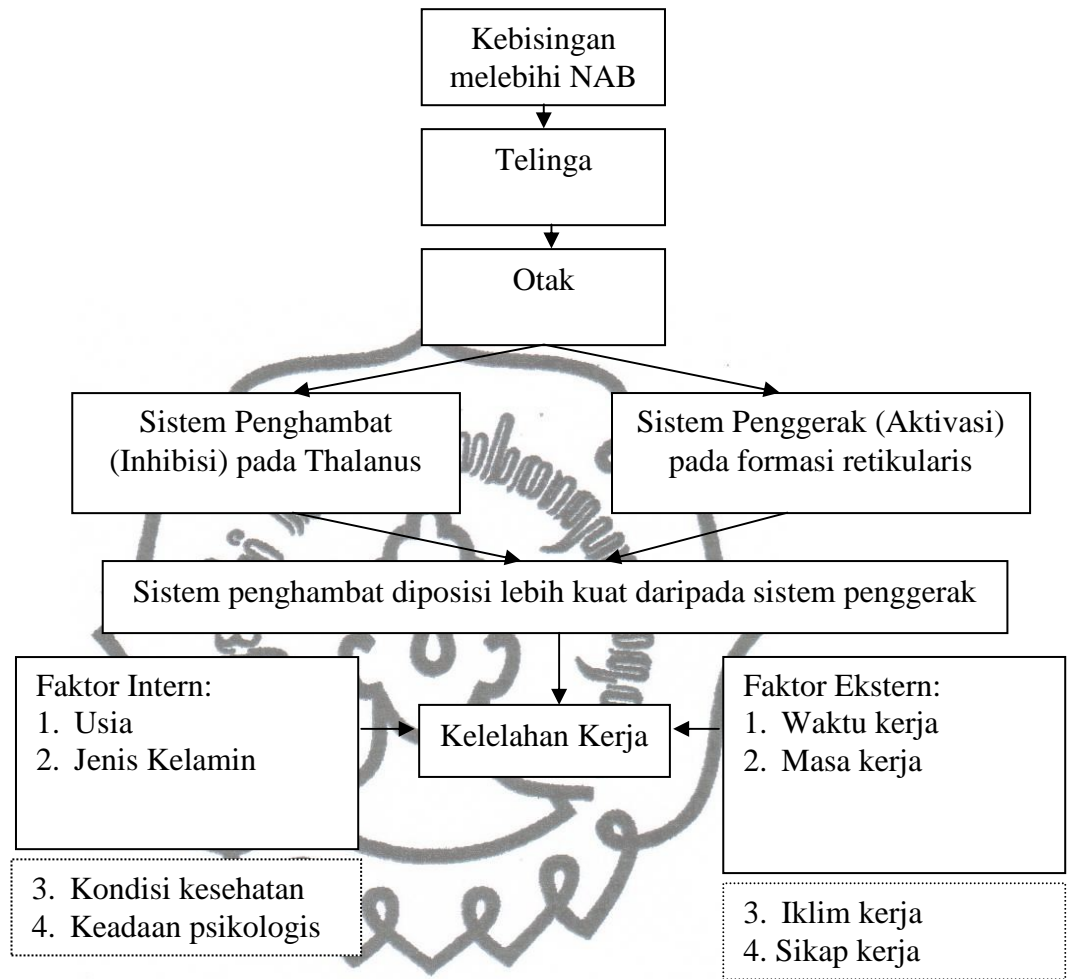 Kebisingan
melebihi NAB
Telinga
Otak
Sistem Penghambat
(Inhibisi) pada Thalanus
Sistem Penggerak (Aktivasi)
pada formasi retikularis
Sistem penghambat diposisi lebih kuat daripada sistem penggerak
Faktor Intern:
1. Usia
2. Jenis Kelamin
Kelelahan Kerja
Faktor Ekstern:
1. Waktu kerja
2. Masa kerja
3. Kondisi kesehatan
4. Keadaan psikologis
3. Iklim kerja
4. Sikap kerja